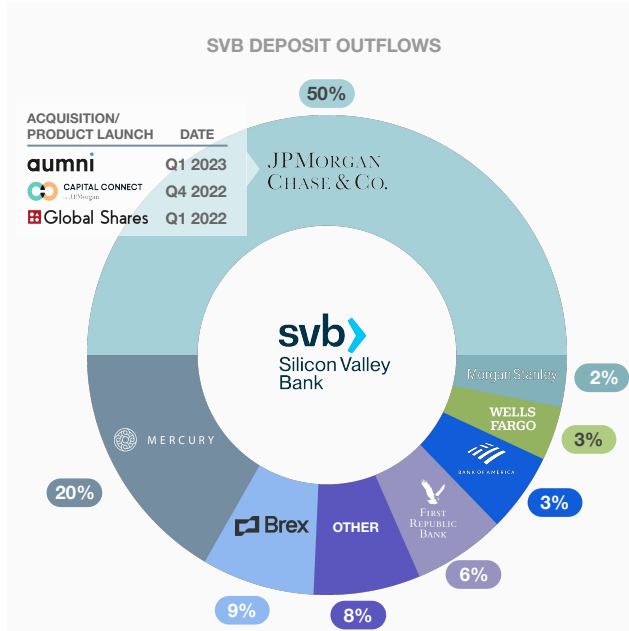 SVB DEPOSIT OUTFLOWS
50%
ACQUISITION/
PRODUCT LAUNCH DATE
aumni Q1 2023
CAPITAL CONNECT Q4 2022
by J.P.Morgan
Global Shares Q1 2022
JPMORGAN
CHASE & CO.
svb
Silicon Valley
Bank
Morgan Stanley
2%
WELLS
FARGO
3%
BANK OF AMERICA
3%
FIRST
REPUBLIC
BANK
6%
OTHER
8%
Brex
9%
MERCURY
20%